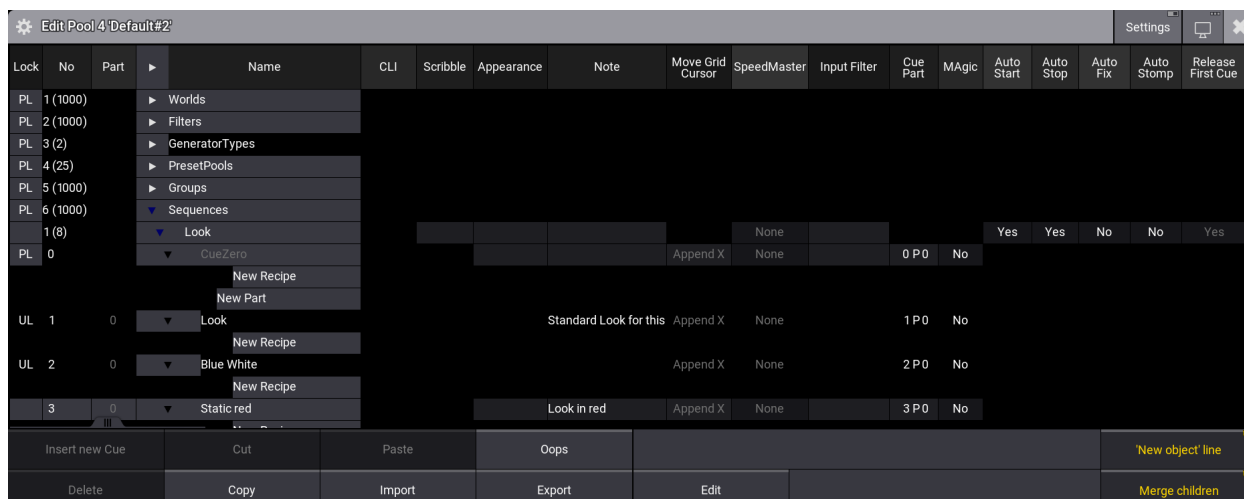 Edit Pool 4 'Default#2' Settings
Lock No Part Name CLI Scribble Appearance Note Move Grid Cursor SpeedMaster Input Filter Cue Part MAgic Auto Start Auto Stop Auto Fix Auto Stomp Release First Cue
PL 1 (1000) Worlds
PL 2 (1000) Filters
PL 3 (2) GeneratorTypes
PL 4 (25) PresetPools
PL 5 (1000) Groups
PL 6 (1000) Sequences
1 (8) Look None Yes Yes No No Yes
PL 0 CueZero Append X None 0 P 0 No
New Recipe
New Part
UL 1 0 Look Standard Look for this Append X None 1 P 0 No
New Recipe
UL 2 0 Blue White Append X None 2 P 0 No
New Recipe
3 0 Static red Look in red Append X None 3 P 0 No
Insert new Cue Cut Paste Oops 'New object' line
Delete Copy Import Export Edit Merge children